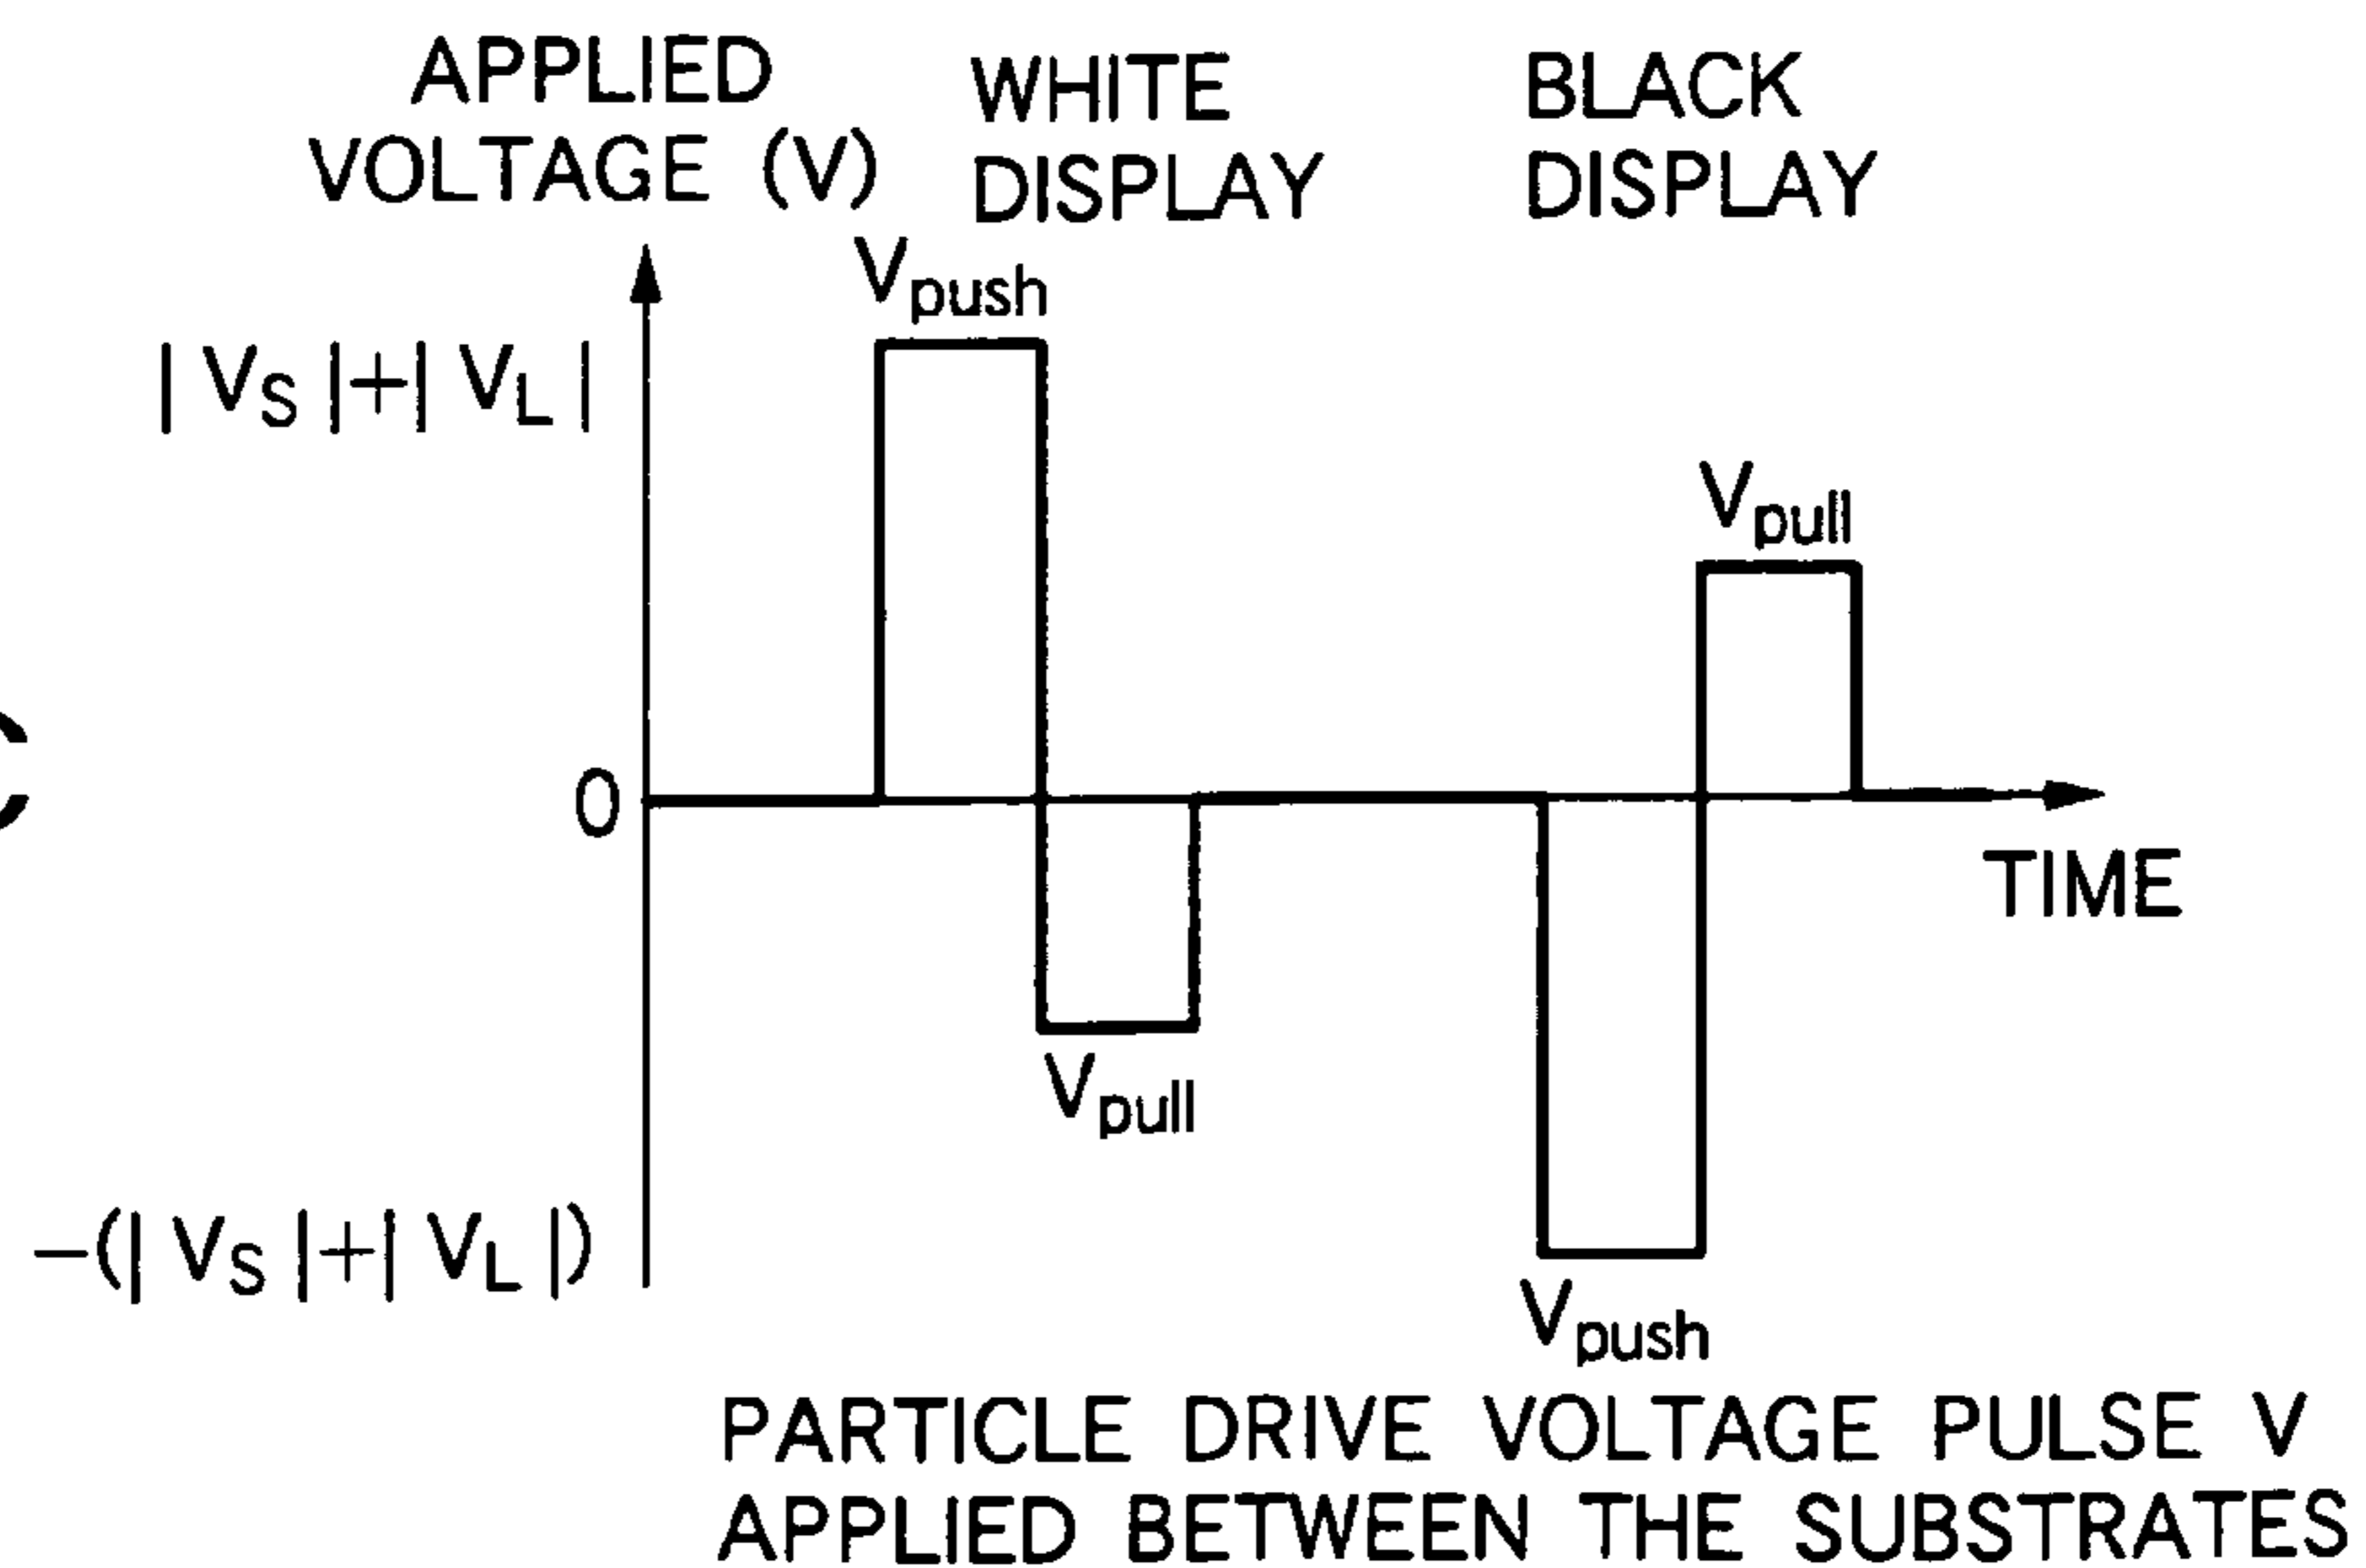 APPLIED
VOLTAGE (V)
WHITE
DISPLAY
BLACK
DISPLAY
Vpush
| VS |+| VL |
Vpull
0
TIME
Vpull
-(| VS |+| VL |)
Vpush
PARTICLE DRIVE VOLTAGE PULSE V
APPLIED BETWEEN THE SUBSTRATES